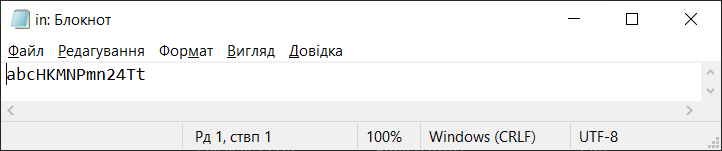 in: Блокнот
Файл Редагування Формат Вигляд Довідка
abcHKMNPmn24Tt
Рд 1, ствп 1 100% Windows (CRLF) UTF-8